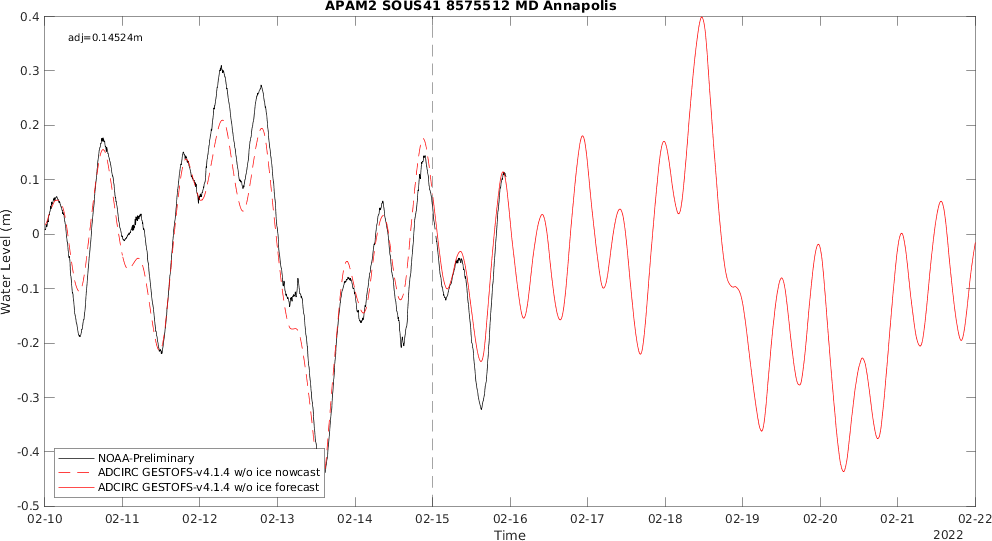 APAM2 SOUS41 8575512 MD Annapolis
adj=0.14524m
0.4
0.3
0.2
0.1
0
-0.1
-0.2
-0.3
-0.4
-0.5
Water Level (m)
NOAA-Preliminary
ADCIRC GESTOFS-v4.1.4 w/o ice nowcast
ADCIRC GESTOFS-v4.1.4 w/o ice forecast
02-10 02-11 02-12 02-13 02-14 02-15 02-16 02-17 02-18 02-19 02-20 02-21 02-22
Time
2022